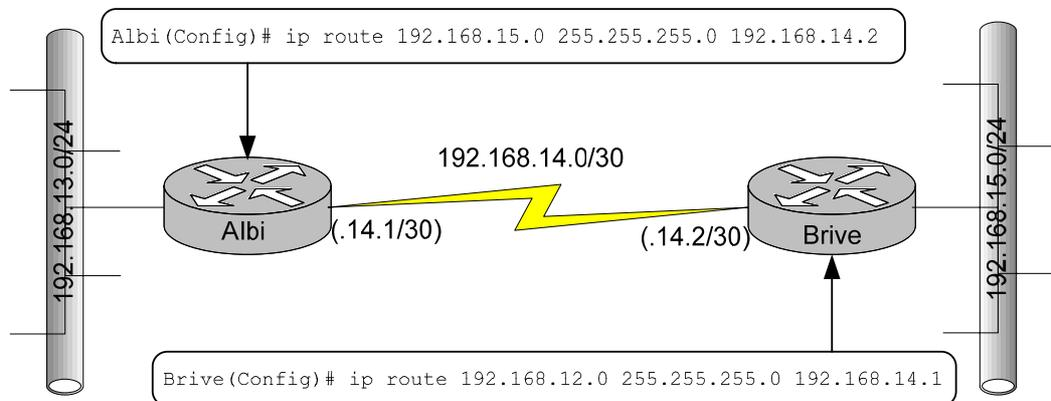 Albi(Config)# ip route 192.168.15.0 255.255.255.0 192.168.14.2
192.168.13.0/24
192.168.14.0/30
192.168.15.0/24
Albi
(.14.1/30)
(.14.2/30)
Brive
Brive(Config)# ip route 192.168.12.0 255.255.255.0 192.168.14.1